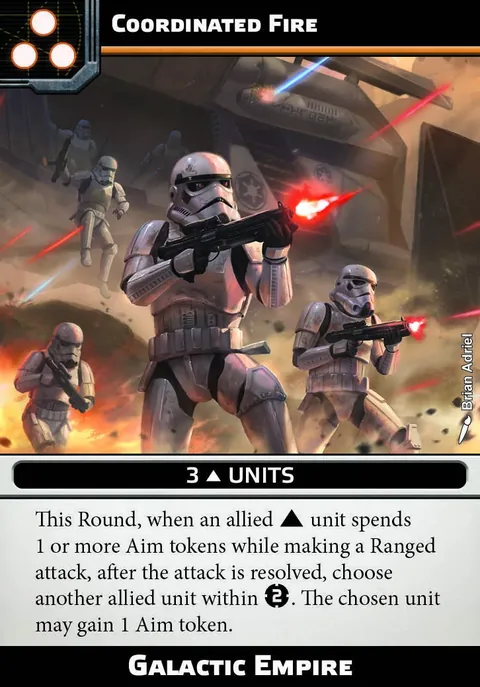 Coordinated Fire
Brian Adriel
3 ▲ UNITS
This Round, when an allied ▲ unit spends
1 or more Aim tokens while making a Ranged
attack, after the attack is resolved, choose
another allied unit within 2. The chosen unit
may gain 1 Aim token.
Galactic Empire